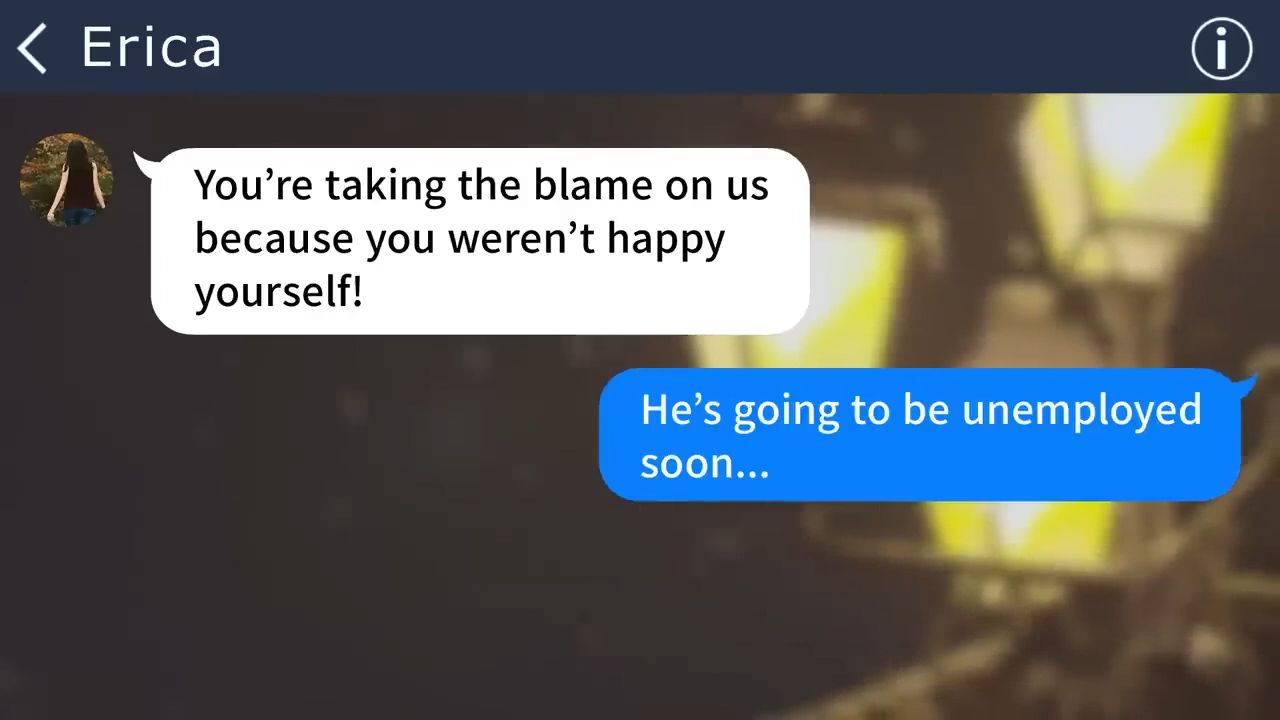 Erica
You’re taking the blame on us
because you weren’t happy
yourself!
He’s going to be unemployed
soon...